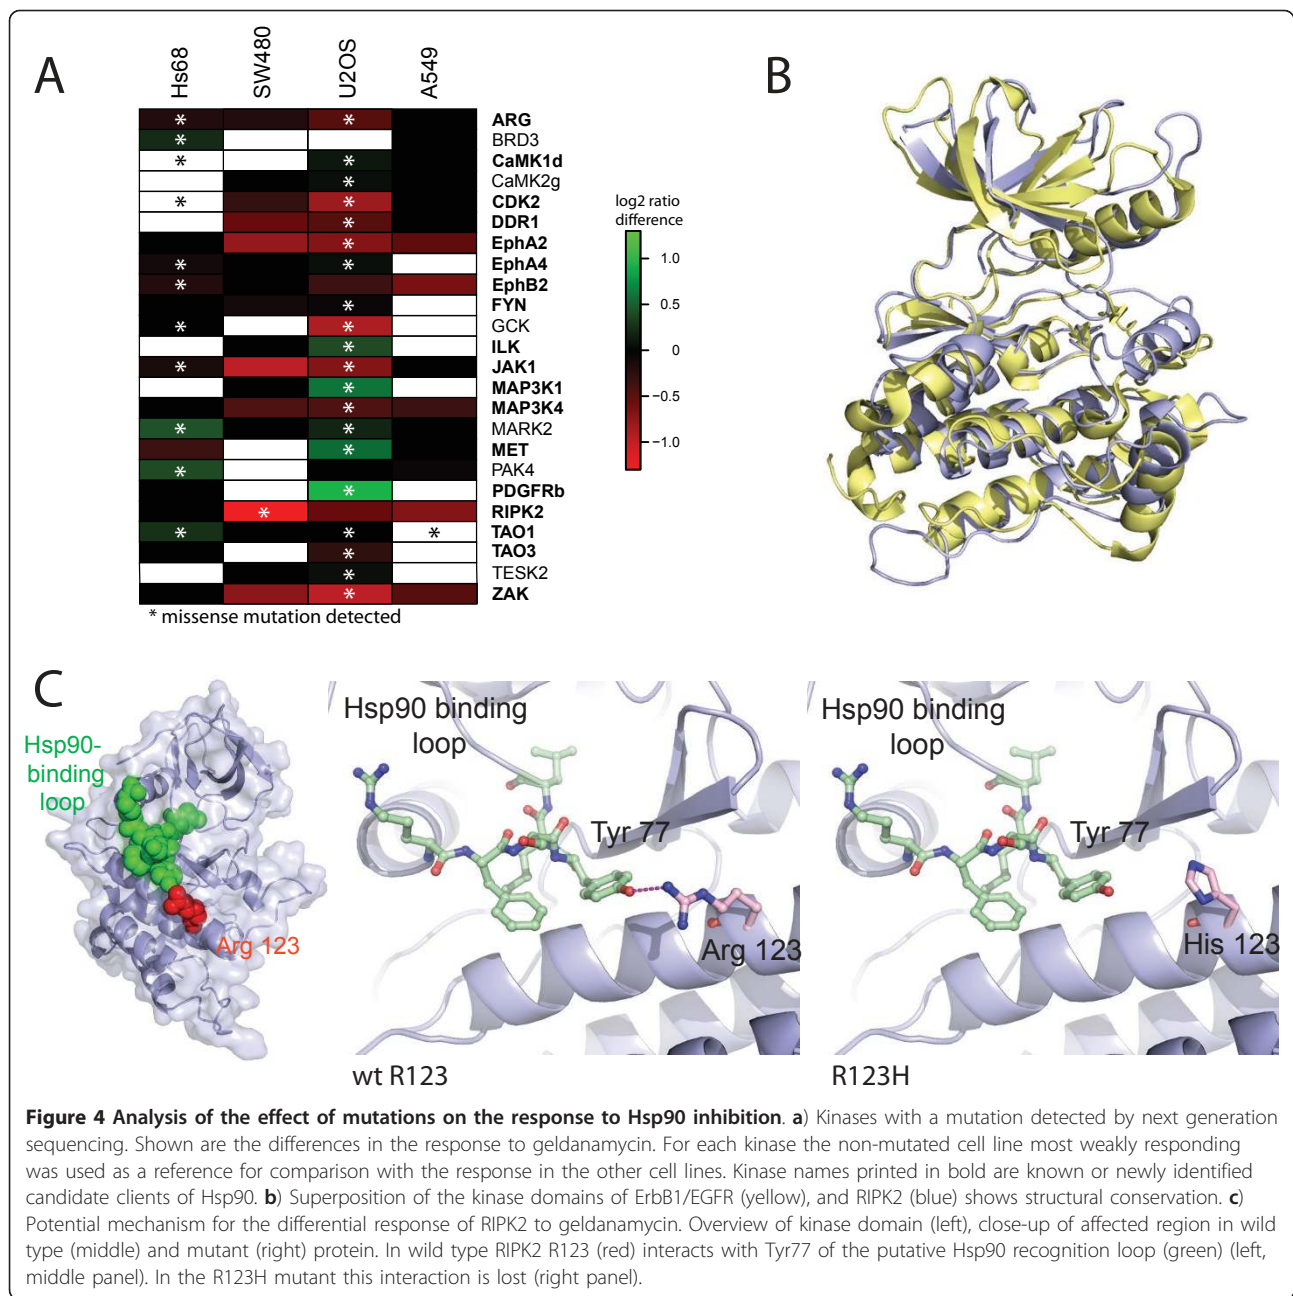 A
Hs68
SW480
U2OS
A549
* * ARG
* BRD3
* * CaMK1d
* CaMK2g
* * CDK2
* DDR1
* EphA2
* * EphA4
* EphB2
* FYN
* * GCK
* ILK
* * JAK1
* MAP3K1
* MAP3K4
* * MARK2
* MET
* PAK4
* PDGFRb
* RIPK2
* * * TAO1
* TAO3
* TESK2
* ZAK
* missense mutation detected
log2 ratio
difference
1.0
0.5
0
−0.5
−1.0
B
C
Hsp90-
binding
loop
Arg 123
Hsp90 binding
loop
Tyr 77
Arg 123
wt R123
Hsp90 binding
loop
Tyr 77
His 123
R123H
Figure 4 Analysis of the effect of mutations on the response to Hsp90 inhibition. a) Kinases with a mutation detected by next generation
sequencing. Shown are the differences in the response to geldanamycin. For each kinase the non-mutated cell line most weakly responding
was used as a reference for comparison with the response in the other cell lines. Kinase names printed in bold are known or newly identified
candidate clients of Hsp90. b) Superposition of the kinase domains of ErbB1/EGFR (yellow), and RIPK2 (blue) shows structural conservation. c)
Potential mechanism for the differential response of RIPK2 to geldanamycin. Overview of kinase domain (left), close-up of affected region in wild
type (middle) and mutant (right) protein. In wild type RIPK2 R123 (red) interacts with Tyr77 of the putative Hsp90 recognition loop (green) (left,
middle panel). In the R123H mutant this interaction is lost (right panel).